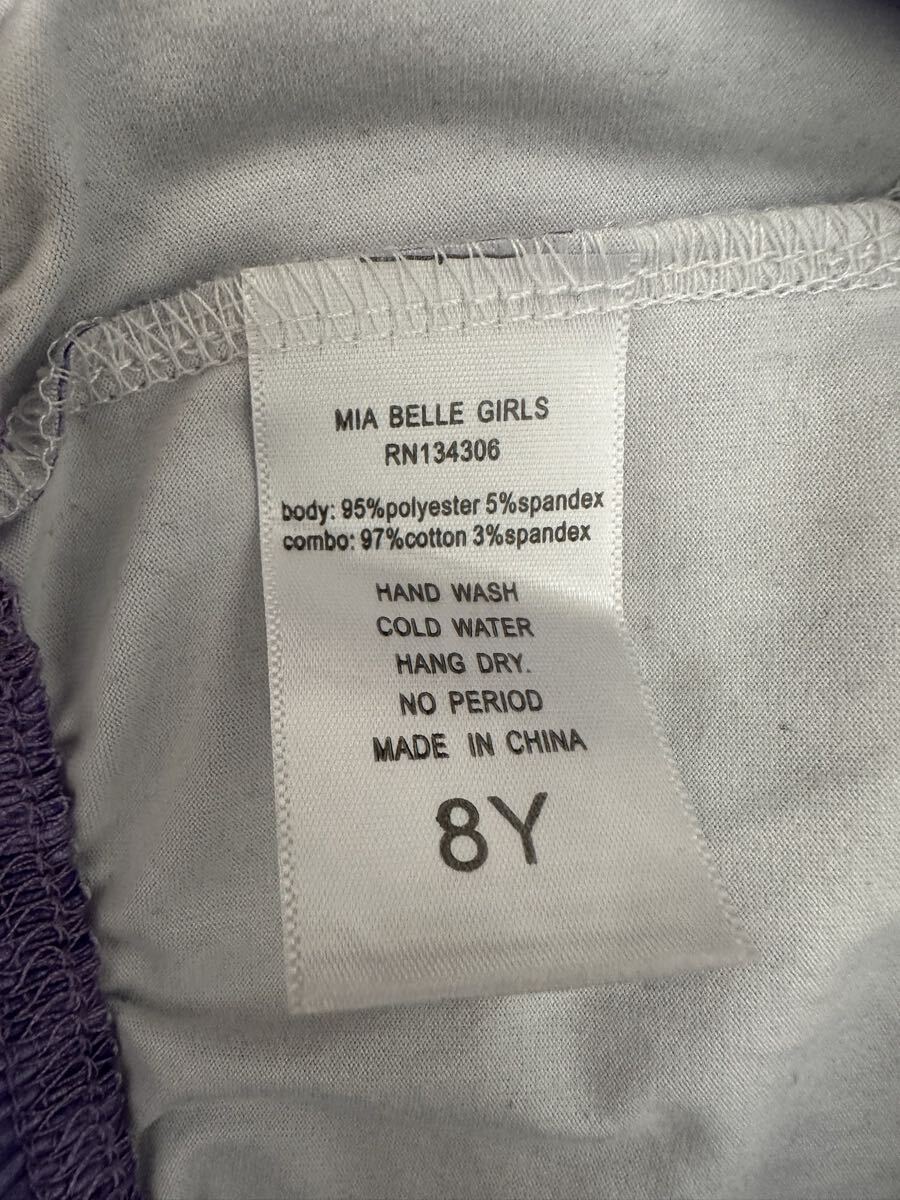 MIA BELLE GIRLS
RN134306
body: 95%polyester 5%spandex
combo: 97%cotton 3%spandex
HAND WASH
COLD WATER
HANG DRY.
NO PERIOD
MADE IN CHINA
8Y